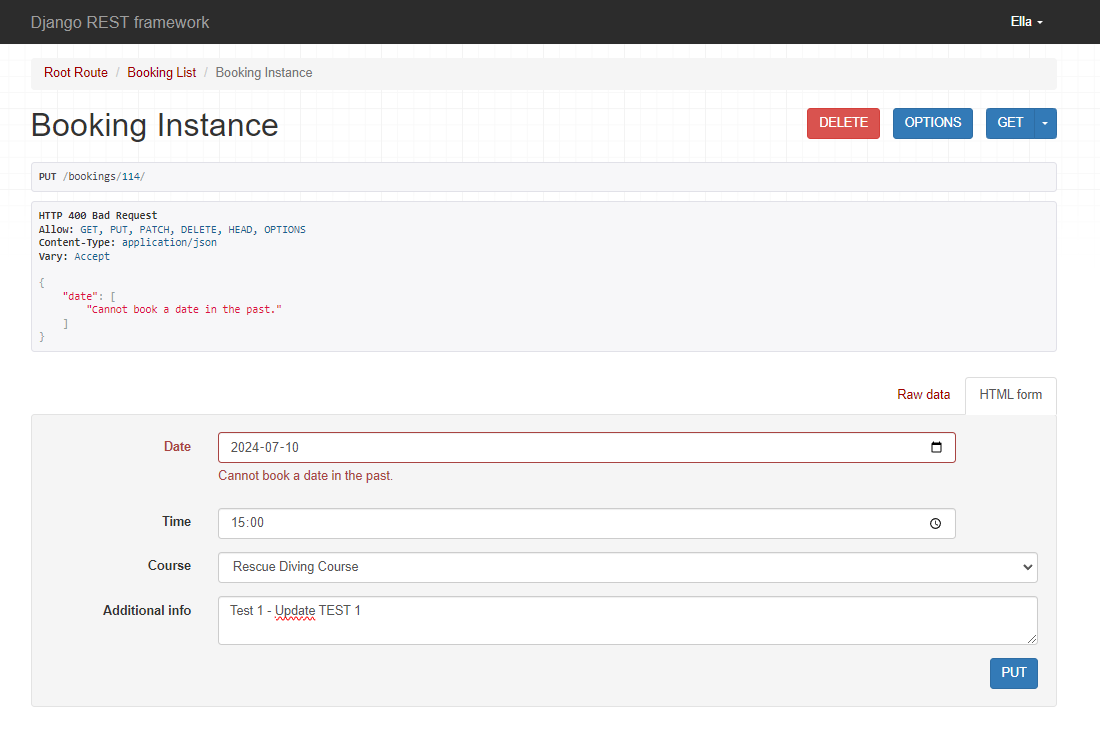 Django REST framework
Ella
Root Route / Booking List / Booking Instance
Booking Instance
DELETE
OPTIONS
GET
PUT /bookings/114/
HTTP 400 Bad Request
Allow: GET, PUT, PATCH, DELETE, HEAD, OPTIONS
Content-Type: application/json
Vary: Accept
{
    "date": [
        "Cannot book a date in the past."
    ]
}
Raw data
HTML form
Date
2024-07-10
Cannot book a date in the past.
Time
15:00
Course
Rescue Diving Course
Additional info
Test 1 - Update TEST 1
PUT